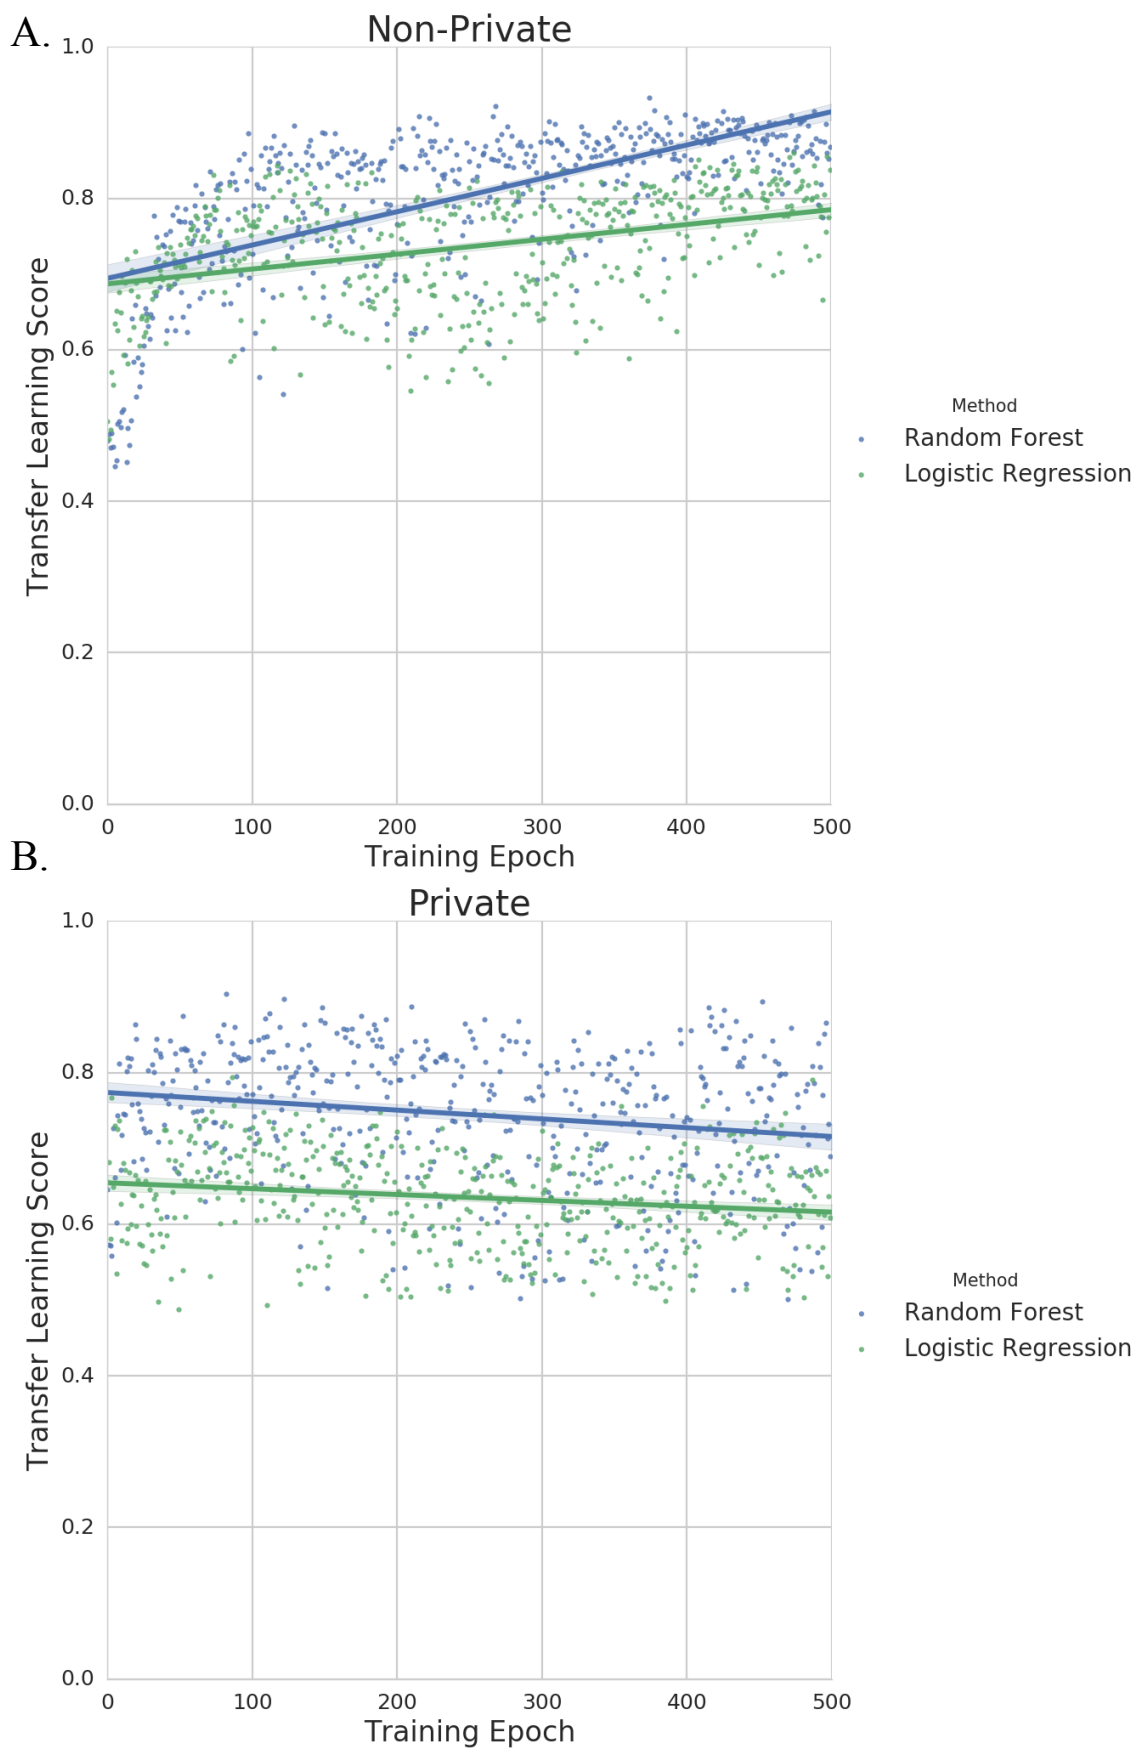 A.
Non-Private
1.0
0.8
0.6
0.4
0.2
0.0
Transfer Learning Score
0 100 200 300 400 500
Training Epoch
Method
Random Forest
Logistic Regression
B.
Private
1.0
0.8
0.6
0.4
0.2
0.0
Transfer Learning Score
0 100 200 300 400 500
Training Epoch
Method
Random Forest
Logistic Regression